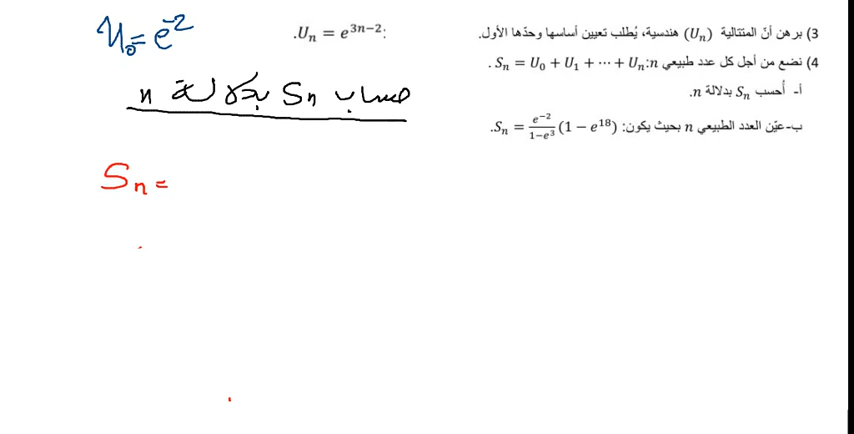 3) برهن أنّ المتتالية (Uₙ) هندسية، يُطلب تعيين أساسها وحدّها الأول.
4) نضع من أجل كل عدد طبيعي n: Sₙ = U₀ + U₁ + ⋯ + Uₙ .
أ- أحسب Sₙ بدلالة n.
ب- عيّن العدد الطبيعي n بحيث يكون: Sₙ = e⁻²/(1−e³) (1 − e¹⁸).
:Uₙ = e³ⁿ⁻².
U₀ = e⁻²
حساب Sₙ بدلالة n
Sₙ =